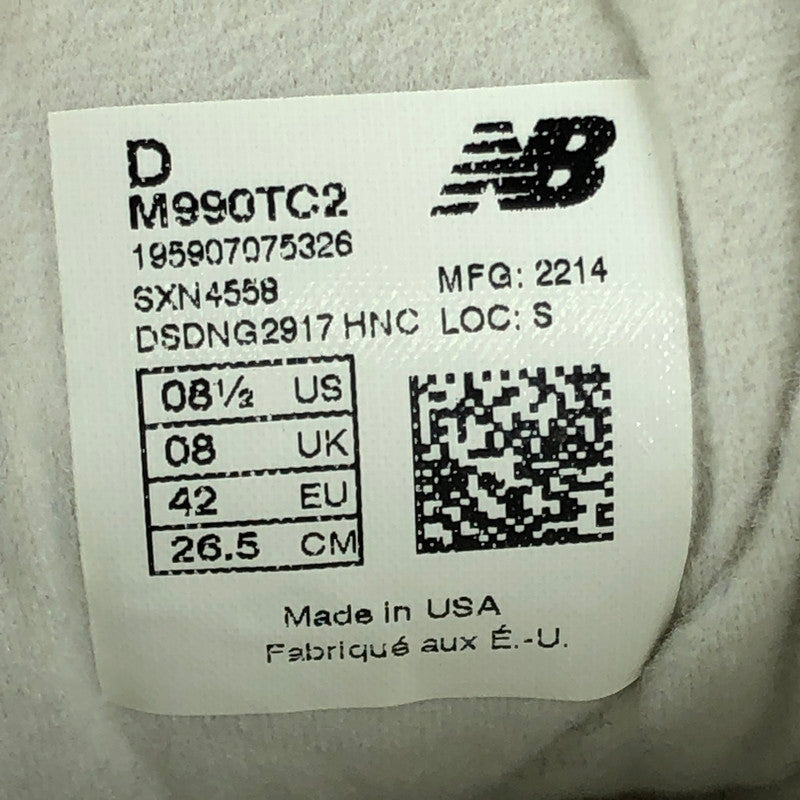 D
NB
M990TC2
195907075326
SXN4558
MFG: 2214
DSDNG2917 HNC LOC: S
08½ US
08 UK
42 EU
26.5 CM
Made in USA
Fabriqué aux É.-U.